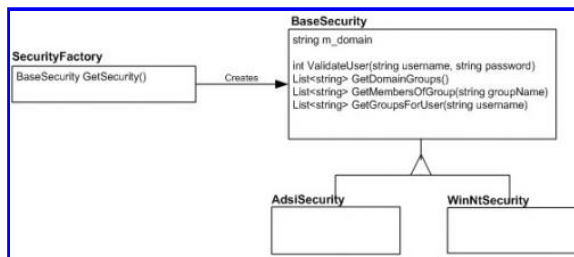 BaseSecurity
string m_domain
int ValidateUser(string username, string password)
List<string> GetDomainGroups()
List<string> GetMembersOfGroup(string groupName)
List<string> GetGroupsForUser(string username)
SecurityFactory
BaseSecurity GetSecurity()
Creates
AdsiSecurity
WinNtSecurity